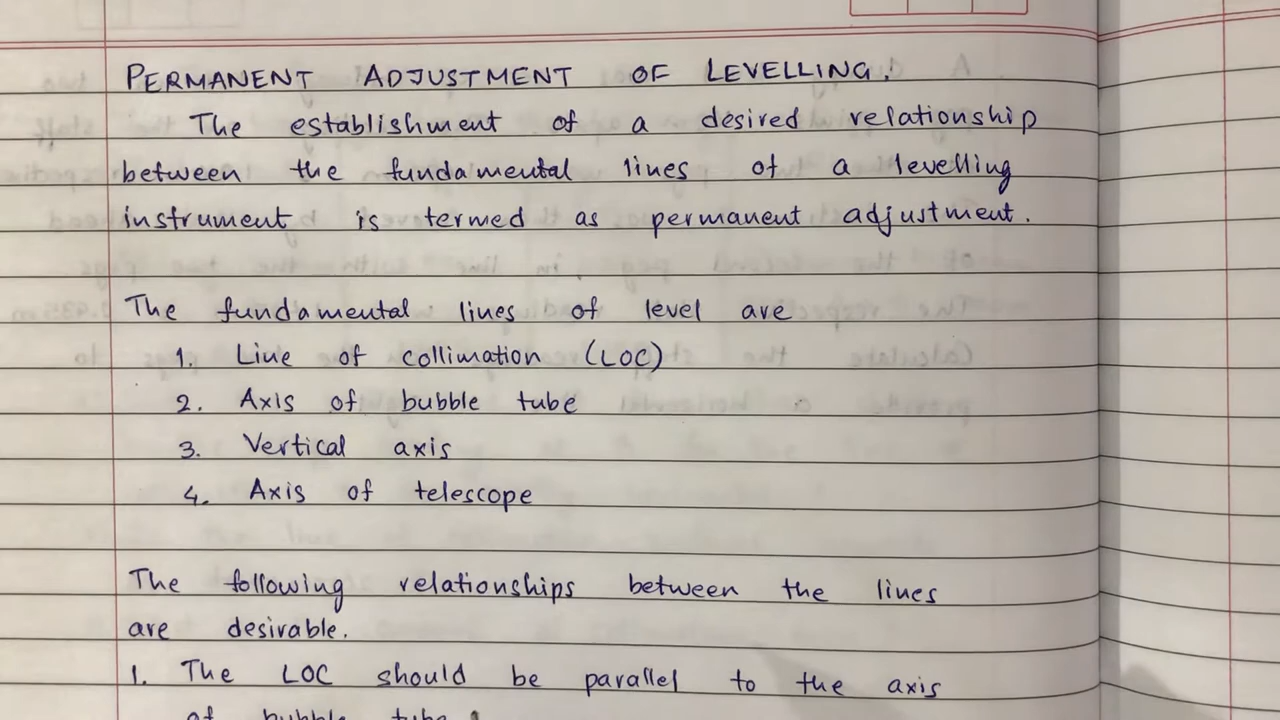 PERMANENT ADJUSTMENT OF LEVELLING.
The establishment of a desired relationship
between the fundamental lines of a levelling
instrument is termed as permanent adjustment.
The fundamental lines of level are
1. Line of collimation (LOC)
2. Axis of bubble tube
3. Vertical axis
4. Axis of telescope
The following relationships between the lines
are desirable.
1. The LOC should be parallel to the axis
of bubble tube